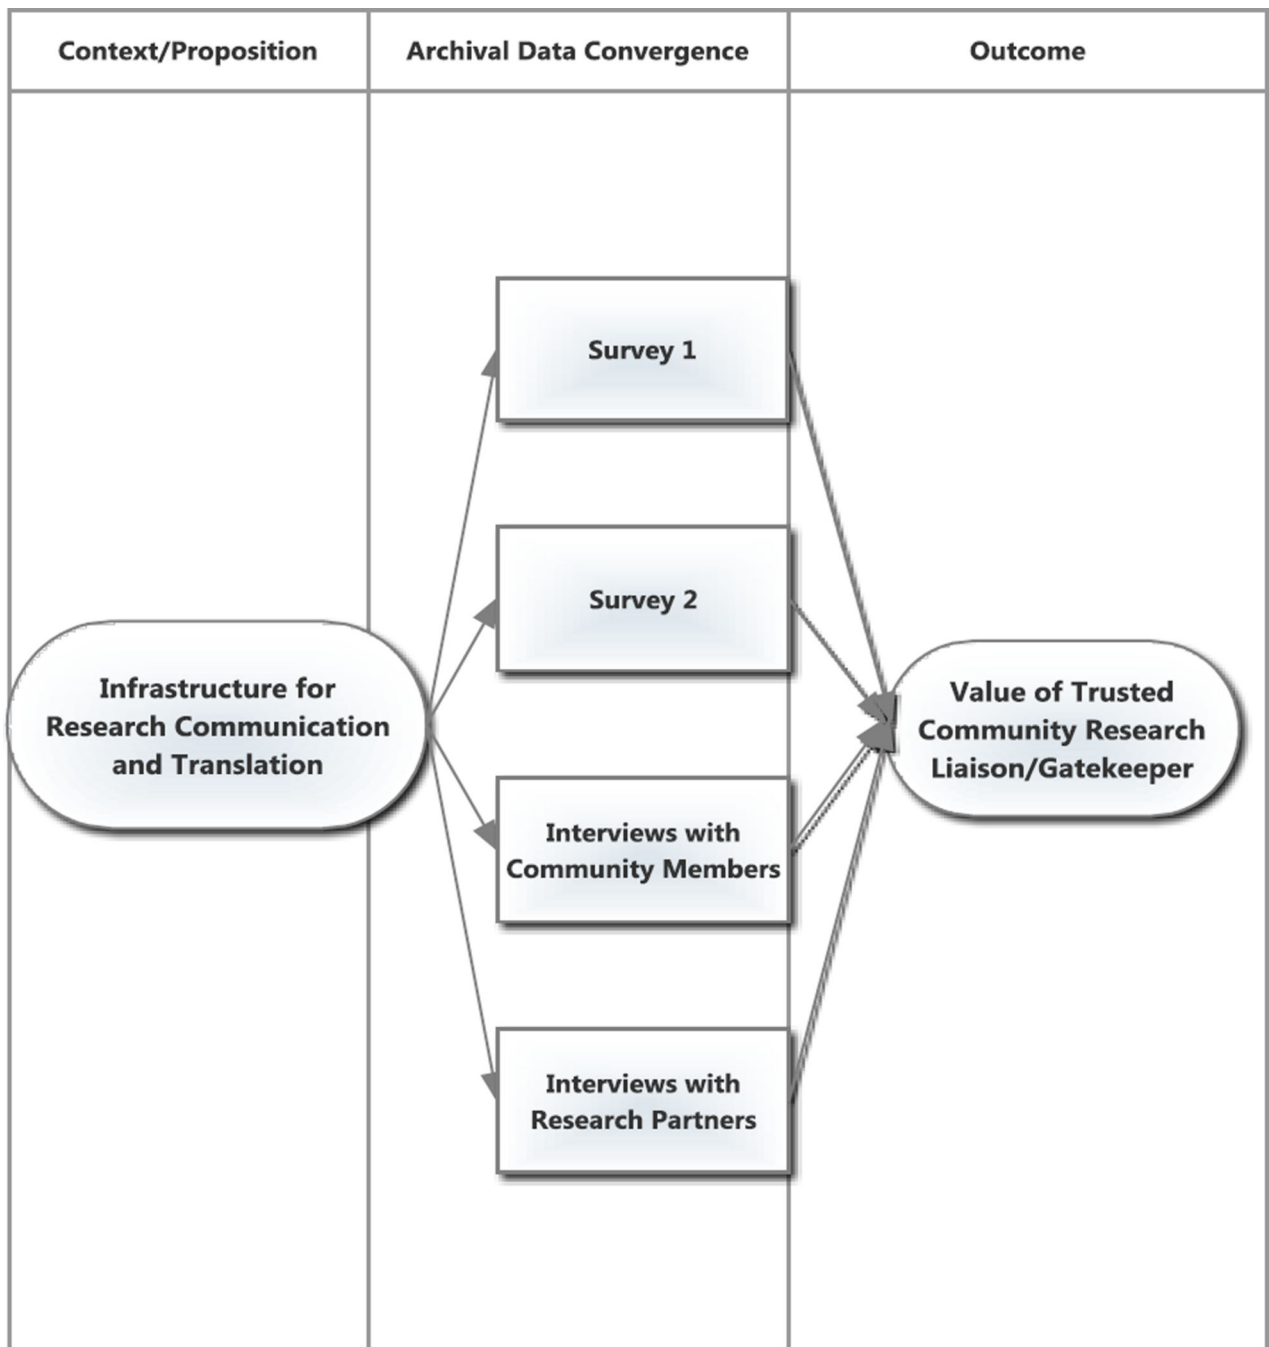 Context/Proposition
Archival Data Convergence
Outcome
Survey 1
Survey 2
Infrastructure for
Research Communication
and Translation
Value of Trusted
Community Research
Liaison/Gatekeeper
Interviews with
Community Members
Interviews with
Research Partners